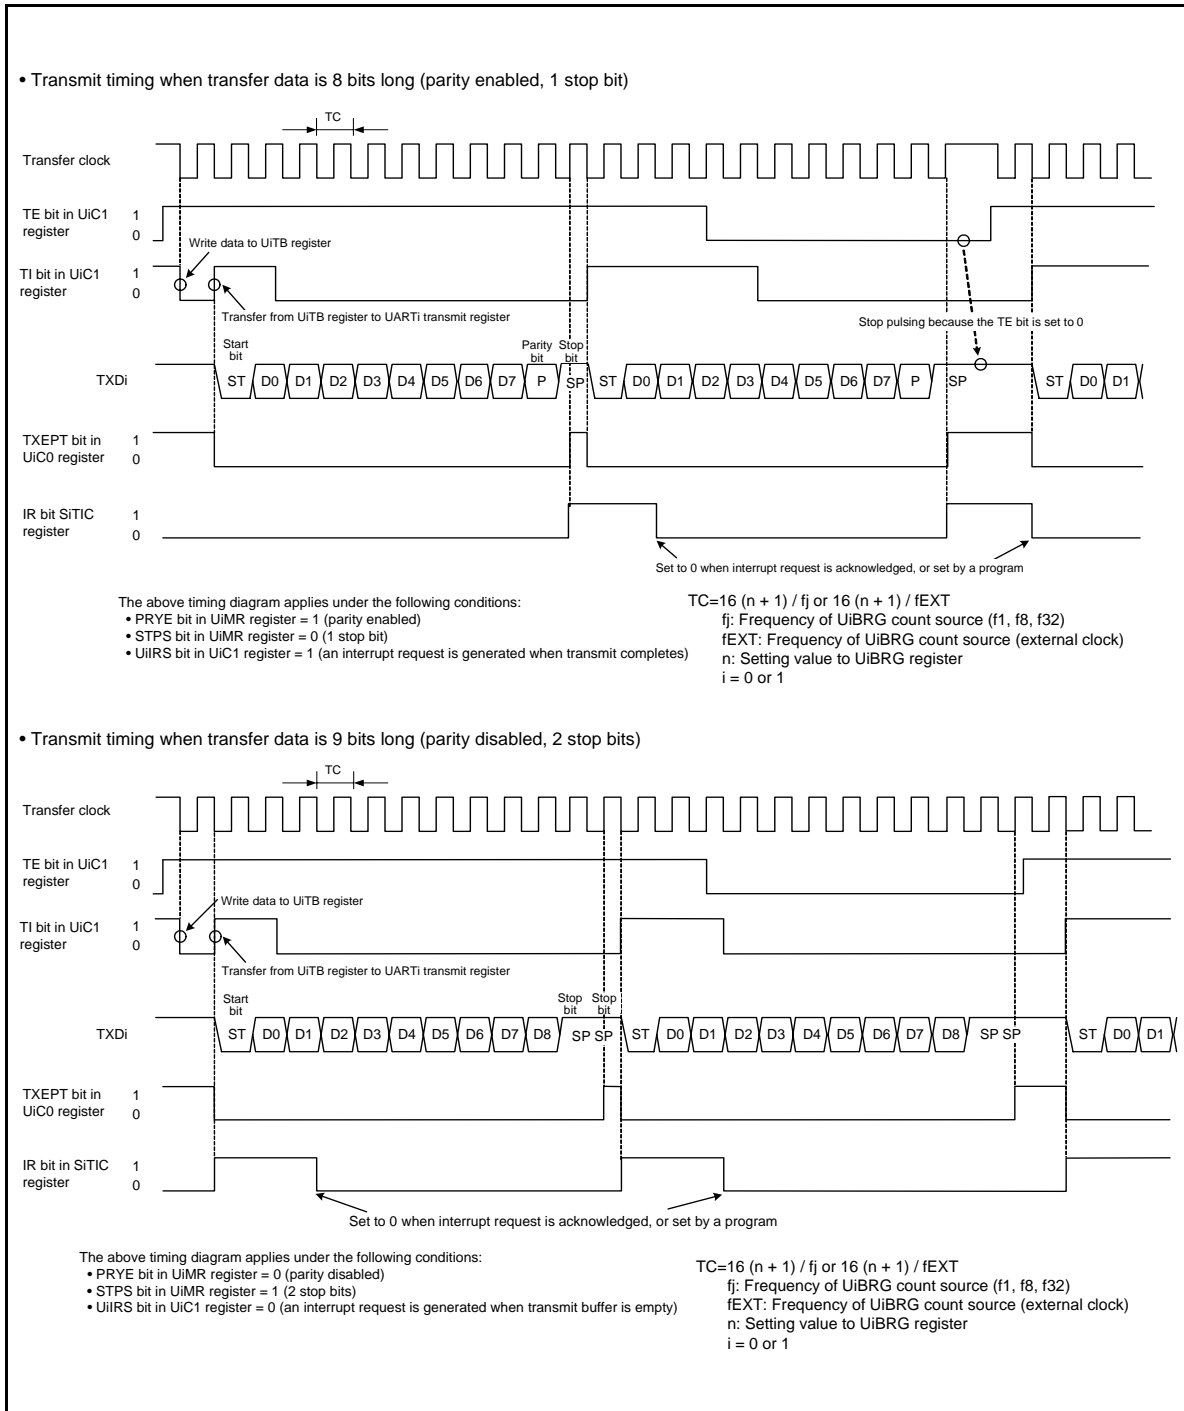 • Transmit timing when transfer data is 8 bits long (parity enabled, 1 stop bit)
TC
Transfer clock
TE bit in UiC1
register
1
0
Write data to UiTB register
TI bit in UiC1
register
1
0
Transfer from UiTB register to UARTi transmit register
Stop pulsing because the TE bit is set to 0
Start
bit
Parity
bit
Stop
bit
TXDi
ST D0 D1 D2 D3 D4 D5 D6 D7 P SP ST D0 D1 D2 D3 D4 D5 D6 D7 P SP ST D0 D1
TXEPT bit in
UiC0 register
1
0
IR bit SiTIC
register
1
0
Set to 0 when interrupt request is acknowledged, or set by a program
The above timing diagram applies under the following conditions:
• PRYE bit in UiMR register = 1 (parity enabled)
• STPS bit in UiMR register = 0 (1 stop bit)
• UiIRS bit in UiC1 register = 1 (an interrupt request is generated when transmit completes)
TC=16 (n + 1) / fj or 16 (n + 1) / fEXT
fj: Frequency of UiBRG count source (f1, f8, f32)
fEXT: Frequency of UiBRG count source (external clock)
n: Setting value to UiBRG register
i = 0 or 1
• Transmit timing when transfer data is 9 bits long (parity disabled, 2 stop bits)
TC
Transfer clock
TE bit in UiC1
register
1
0
Write data to UiTB register
TI bit in UiC1
register
1
0
Transfer from UiTB register to UARTi transmit register
Start
bit
Stop
bit
Stop
bit
TXDi
ST D0 D1 D2 D3 D4 D5 D6 D7 D8 SP SP ST D0 D1 D2 D3 D4 D5 D6 D7 D8 SP SP ST D0 D1
TXEPT bit in
UiC0 register
1
0
IR bit in SiTIC
register
1
0
Set to 0 when interrupt request is acknowledged, or set by a program
The above timing diagram applies under the following conditions:
• PRYE bit in UiMR register = 0 (parity disabled)
• STPS bit in UiMR register = 1 (2 stop bits)
• UiIRS bit in UiC1 register = 0 (an interrupt request is generated when transmit buffer is empty)
TC=16 (n + 1) / fj or 16 (n + 1) / fEXT
fj: Frequency of UiBRG count source (f1, f8, f32)
fEXT: Frequency of UiBRG count source (external clock)
n: Setting value to UiBRG register
i = 0 or 1